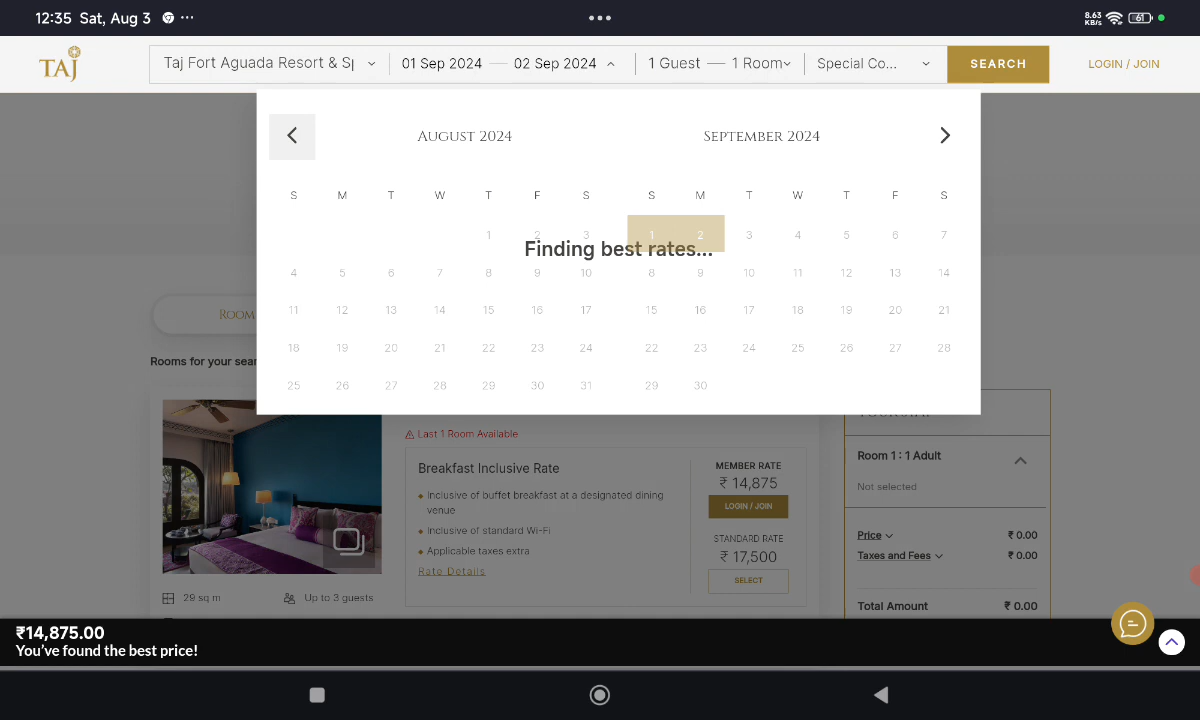 12:35 Sat, Aug 3
8.63 KB/s
61
TAJ
Taj Fort Aguada Resort & Sp
01 Sep 2024
02 Sep 2024
1 Guest
1 Room
Special Co...
SEARCH
LOGIN / JOIN
AUGUST 2024
SEPTEMBER 2024
S M T W T F S S M T W T F S
1 2 3 1 2 3 4 5 6 7
Finding best rates...
4 5 6 7 8 9 10 8 9 10 11 12 13 14
11 12 13 14 15 16 17 15 16 17 18 19 20 21
18 19 20 21 22 23 24 22 23 24 25 26 27 28
25 26 27 28 29 30 31 29 30
ROOM
Rooms for your sear
Last 1 Room Available
Breakfast Inclusive Rate
Inclusive of buffet breakfast at a designated dining
venue
Inclusive of standard Wi-Fi
Applicable taxes extra
Rate Details
MEMBER RATE
₹ 14,875
LOGIN / JOIN
STANDARD RATE
₹ 17,500
SELECT
29 sq m
Up to 3 guests
Room 1 : 1 Adult
Not selected
Price ₹ 0.00
Taxes and Fees ₹ 0.00
Total Amount ₹ 0.00
₹14,875.00
You've found the best price!